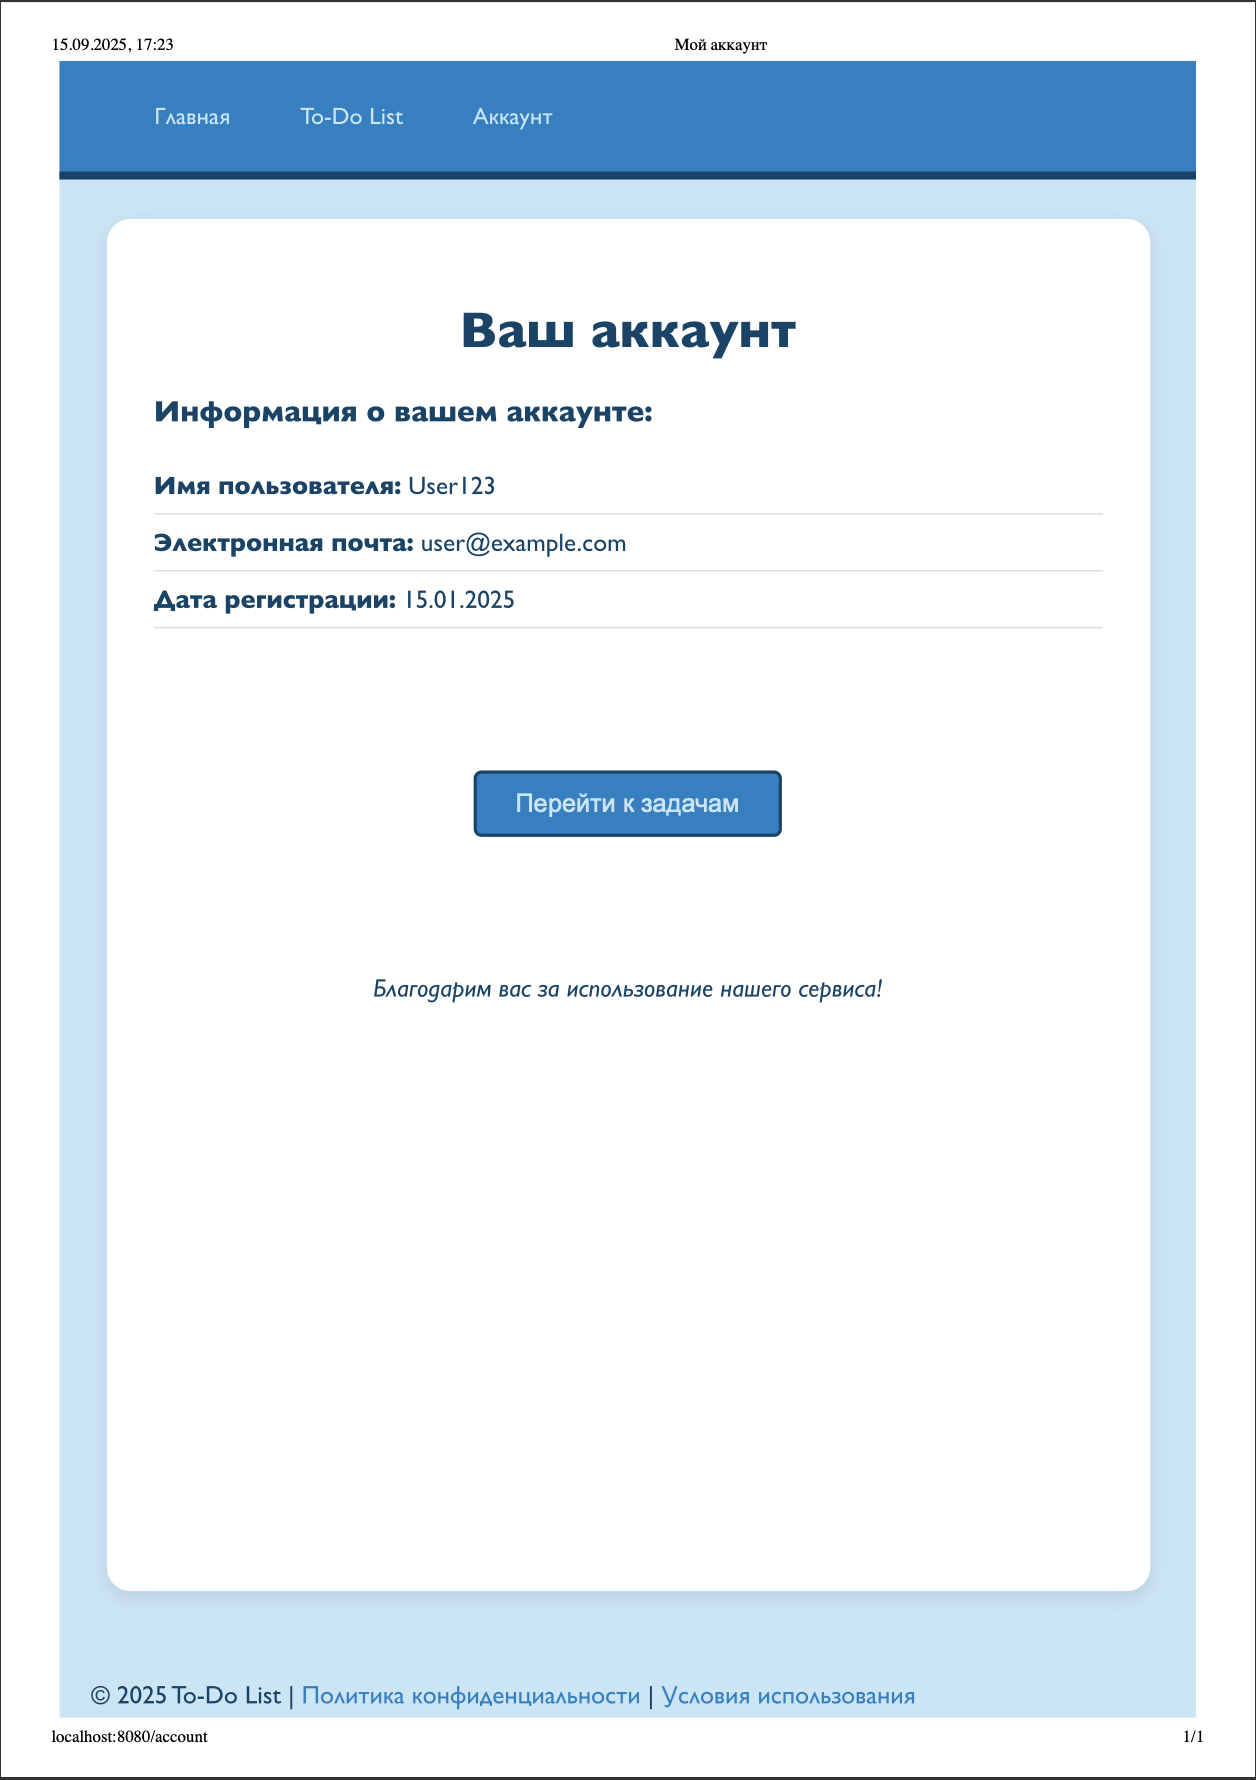 15.09.2025, 17:23 Мой аккаунт
Главная To-Do List Аккаунт
Ваш аккаунт
Информация о вашем аккаунте:
Имя пользователя: User123
Электронная почта: user@example.com
Дата регистрации: 15.01.2025
Перейти к задачам
Благодарим вас за использование нашего сервиса!
© 2025 To-Do List | Политика конфиденциальности | Условия использования
localhost:8080/account 1/1